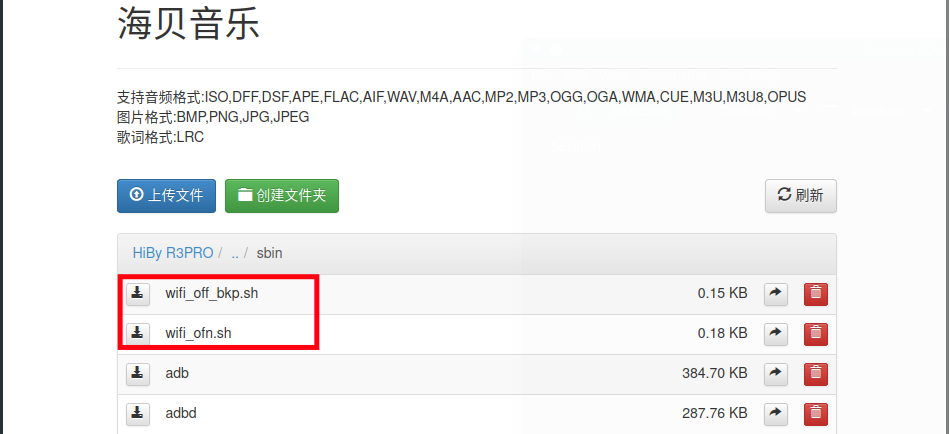 海贝音乐
支持音频格式:ISO,DFF,DSF,APE,FLAC,AIF,WAV,M4A,AAC,MP2,MP3,OGG,OGA,WMA,CUE,M3U,M3U8,OPUS
图片格式:BMP,PNG,JPG,JPEG
歌词格式:LRC
上传文件 创建文件夹 刷新
HiBy R3PRO / .. / sbin
wifi_off_bkp.sh 0.15 KB
wifi_ofn.sh 0.18 KB
adb 384.70 KB
adbd 287.76 KB